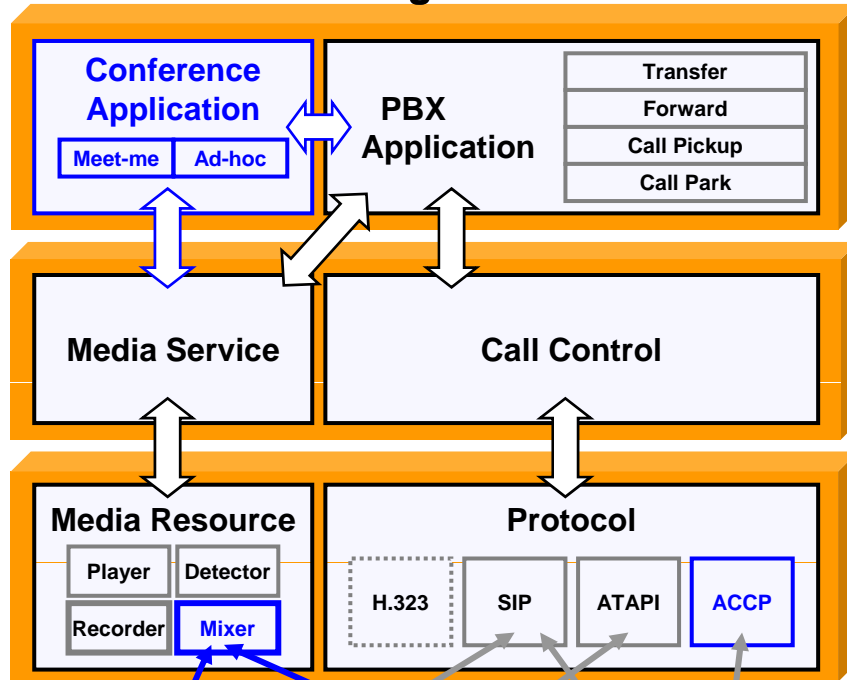 Conference
Application
Meet-me Ad-hoc
PBX
Application
Transfer
Forward
Call Pickup
Call Park
Media Service
Call Control
Media Resource
Player Detector
Recorder Mixer
Protocol
H.323 SIP ATAPI ACCP